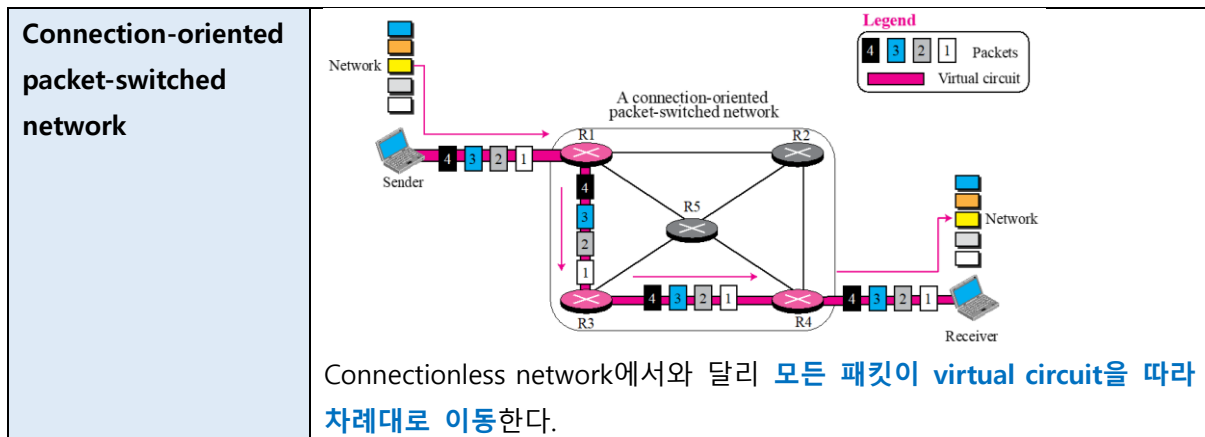 Connection-oriented
packet-switched
network
Legend
4 3 2 1 Packets
Virtual circuit
Network
A connection-oriented
packet-switched network
R1
R2
4 3 2 1
Sender
4
3
2
1
R5
Network
4 3 2 1
4 3 2 1
R3
R4
Receiver
Connectionless network에서와 달리 모든 패킷이 virtual circuit을 따라
차례대로 이동한다.